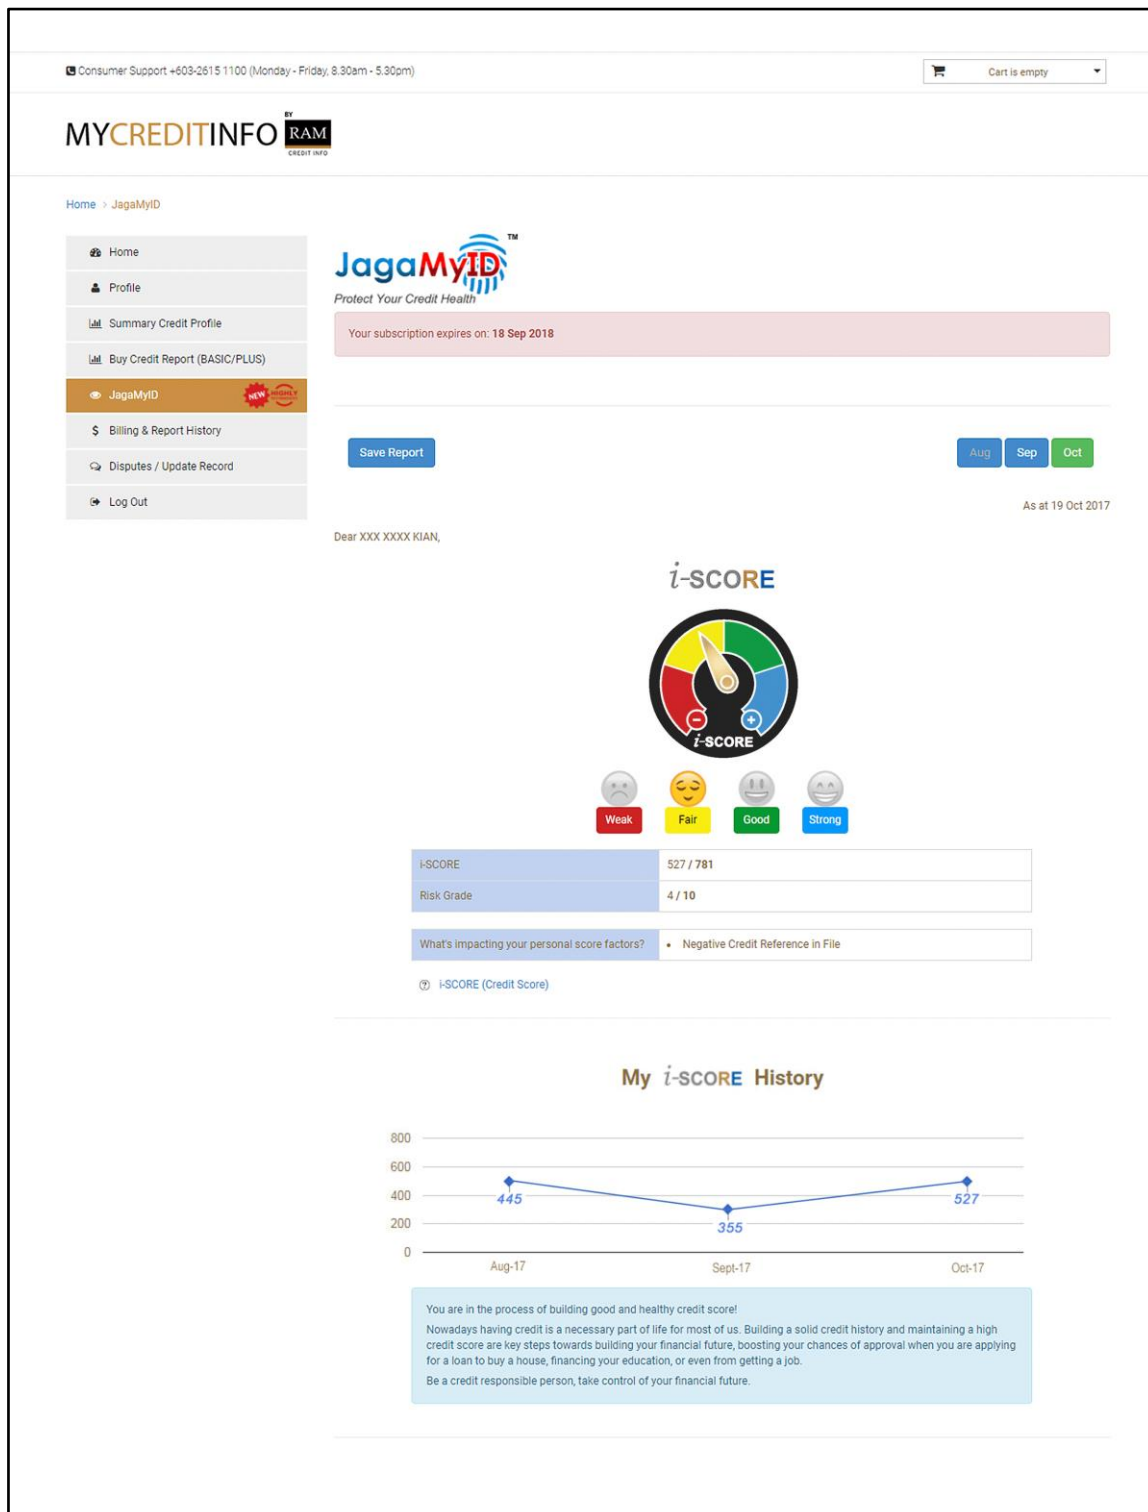 Consumer Support +603-2615 1100 (Monday - Friday, 8.30am - 5.30pm)
Cart is empty
MYCREDITINFO BY RAM CREDIT INFO
Home > JagaMyID
Home
Profile
Summary Credit Profile
Buy Credit Report (BASIC/PLUS)
JagaMyID NEW HIGHLY
Billing & Report History
Disputes / Update Record
Log Out
JagaMyID™
Protect Your Credit Health
Your subscription expires on: 18 Sep 2018
Save Report
Aug Sep Oct
As at 19 Oct 2017
Dear XXX XXXX KIAN,
i-SCORE
i-SCORE
Weak Fair Good Strong
i-SCORE 527 / 781
Risk Grade 4 / 10
What's impacting your personal score factors? • Negative Credit Reference in File
i-SCORE (Credit Score)
My i-SCORE History
800
600
400
200
0
445 355 527
Aug-17 Sept-17 Oct-17
You are in the process of building good and healthy credit score!
Nowadays having credit is a necessary part of life for most of us. Building a solid credit history and maintaining a high
credit score are key steps towards building your financial future, boosting your chances of approval when you are applying
for a loan to buy a house, financing your education, or even from getting a job.
Be a credit responsible person, take control of your financial future.